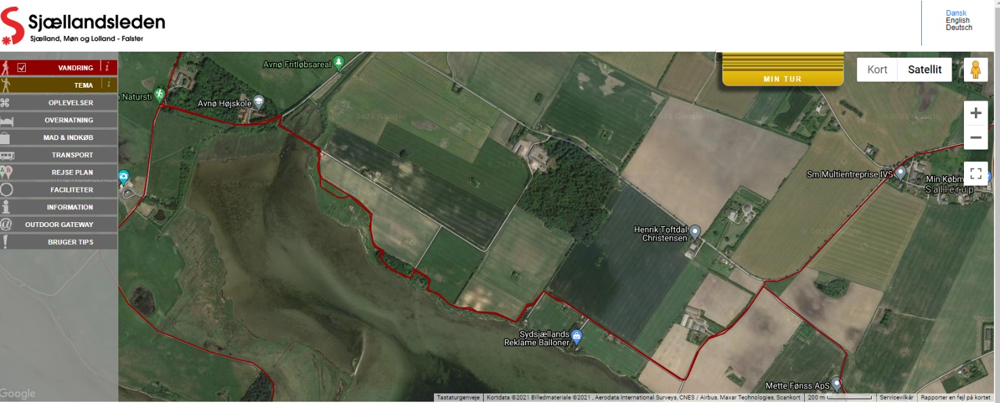 Sjællandsleden
Sjælland, Møn og Lolland - Falster
Dansk
English
Deutsch
VANDRING
TEMA
OPLEVELSER
OVERNATNING
MAD & INDKØB
TRANSPORT
REJSE PLAN
FACILITETER
INFORMATION
OUTDOOR GATEWAY
BRUGER TIPS
MIN TUR
Kort
Satellit
Avnø Fritløbsareal
Natursti
Avnø Højskole
Sm Multientreprise IVS
Min Købm
Sallerup
Henrik Toftdal
Christensen
Sydsjællands
Reklame Balloner
Mette Fønss ApS
Google
Tastaturgenveje
Kortdata ©2021 Billedmateriale ©2021 , Aerodata International Surveys, CNES / Airbus, Maxar Technologies, Scankort
200 m
Servicevilkår
Rapporter en fejl på kortet